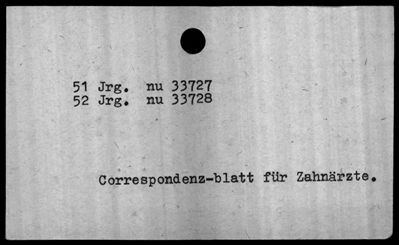 51 Jrg. nu 33727
52 Jrg. nu 33728
Correspondenz-blatt für Zahnärzte.